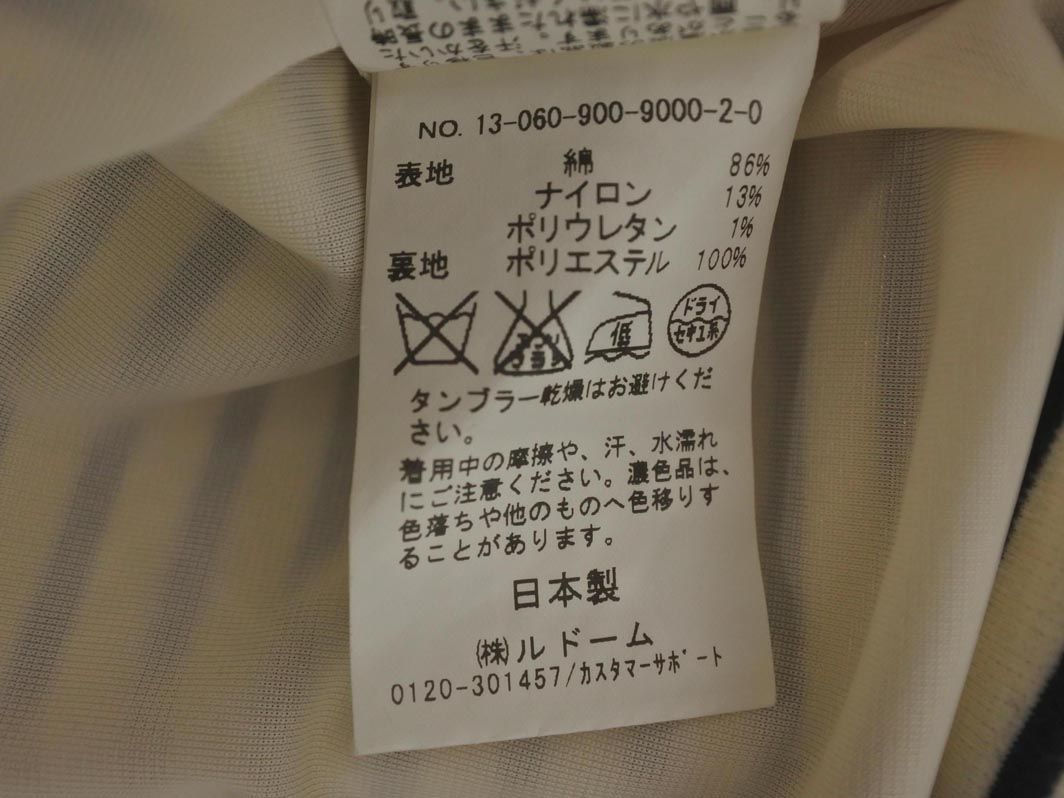 NO. 13-060-900-9000-2-0
表地 綿 86%
ナイロン 13%
ポリウレタン 1%
裏地 ポリエステル 100%
低
ドライ
セキユ系
タンブラー乾燥はお避けくだ
さい。
着用中の摩擦や、汗、水濡れ
にご注意ください。濃色品は、
色落ちや他のものへ色移りす
ることがあります。
日本製
(株)ルドーム
0120-301457/カスタマーサポート